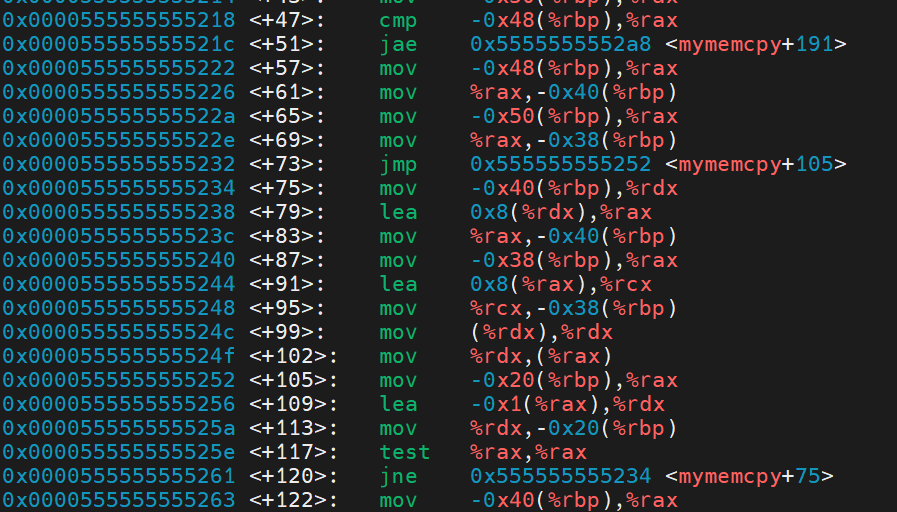 0x0000555555555218 <+47>: cmp -0x48(%rbp),%rax
0x000055555555521c <+51>: jae 0x5555555552a8 <mymemcpy+191>
0x0000555555555222 <+57>: mov -0x48(%rbp),%rax
0x0000555555555226 <+61>: mov %rax,-0x40(%rbp)
0x000055555555522a <+65>: mov -0x50(%rbp),%rax
0x000055555555522e <+69>: mov %rax,-0x38(%rbp)
0x0000555555555232 <+73>: jmp 0x555555555252 <mymemcpy+105>
0x0000555555555234 <+75>: mov -0x40(%rbp),%rdx
0x0000555555555238 <+79>: lea 0x8(%rdx),%rax
0x000055555555523c <+83>: mov %rax,-0x40(%rbp)
0x0000555555555240 <+87>: mov -0x38(%rbp),%rax
0x0000555555555244 <+91>: lea 0x8(%rax),%rcx
0x0000555555555248 <+95>: mov %rcx,-0x38(%rbp)
0x000055555555524c <+99>: mov (%rdx),%rdx
0x000055555555524f <+102>: mov %rdx,(%rax)
0x0000555555555252 <+105>: mov -0x20(%rbp),%rax
0x0000555555555256 <+109>: lea -0x1(%rax),%rdx
0x000055555555525a <+113>: mov %rdx,-0x20(%rbp)
0x000055555555525e <+117>: test %rax,%rax
0x0000555555555261 <+120>: jne 0x555555555234 <mymemcpy+75>
0x0000555555555263 <+122>: mov -0x40(%rbp),%rax